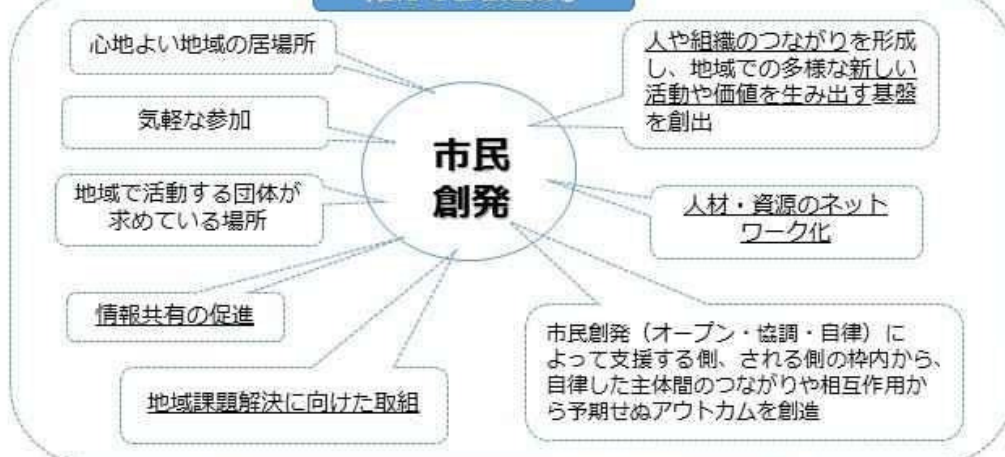 心地よい地域の居場所
人や組織のつながりを形成
し、地域での多様な新しい
活動や価値を生み出す基盤
を創出
気軽な参加
市民
創発
地域で活動する団体が
求めている場所
人材・資源のネット
ワーク化
情報共有の促進
市民創発（オープン・協調・自律）に
よって支援する側、される側の枠内から、
自律した主体間のつながりや相互作用か
ら予期せぬアウトカムを創造
地域課題解決に向けた取組